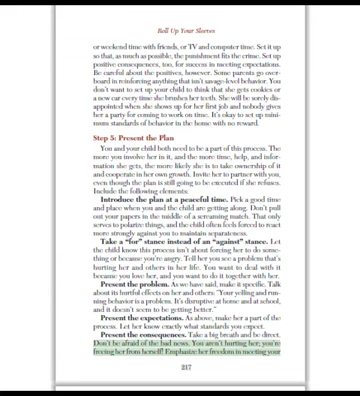 Roll Up Your Sleeves
or weekend time with friends, or TV and computer time. Set it up
so that, as much as possible, the punishment fits the crime. Set up
positive consequences, too, for success in meeting expectations.
Be careful about the positives, however. Some parents go over-
board in reinforcing anything that isn't savage-level behavior. You
don't want to set up your child to think that she gets cookies or
a new car every time she brushes her teeth. She will be sorely dis-
appointed when she shows up for her first job and nobody gives
her a party for coming to work on time. It's okay to set up mini-
mum standards of behavior in the home with no reward.
Step 5: Present the Plan
You and your child both need to be a part of this process. The
more you involve her in it, and the more time, help, and infor-
mation she gets, the more likely she is to take ownership of it
and cooperate in her own growth. Invite her to partner with you,
even though the plan is still going to be executed if she refuses.
Include the following elements:
Introduce the plan at a peaceful time. Pick a good time
and place when you and the child are getting along. Don't pull
out your papers in the middle of a screaming match. That only
serves to polarize things, and the child often feels forced to react
more strongly against you to maintain separateness.
Take a "for" stance instead of an "against" stance. Let
the child know this process isn't about forcing her to do some-
thing or because you're angry. Tell her you see a problem that's
hurting her and others in her life. You want to deal with it
because you love her, and you want to do it together with her.
Present the problem. As we have said, make it specific. Talk
about its hurtful effects on her and others: "Your yelling and run-
ning behavior is a problem. It's disruptive at home and at school,
and it doesn't seem to be getting better."
Present the expectations. As above, make her a part of the
process. Let her know exactly what standards you expect.
Present the consequences. Take a big breath and be direct.
Don't be afraid of the bad news. You aren't hurting her; you're
freeing her from herself! Emphasize her freedom in meeting your
217